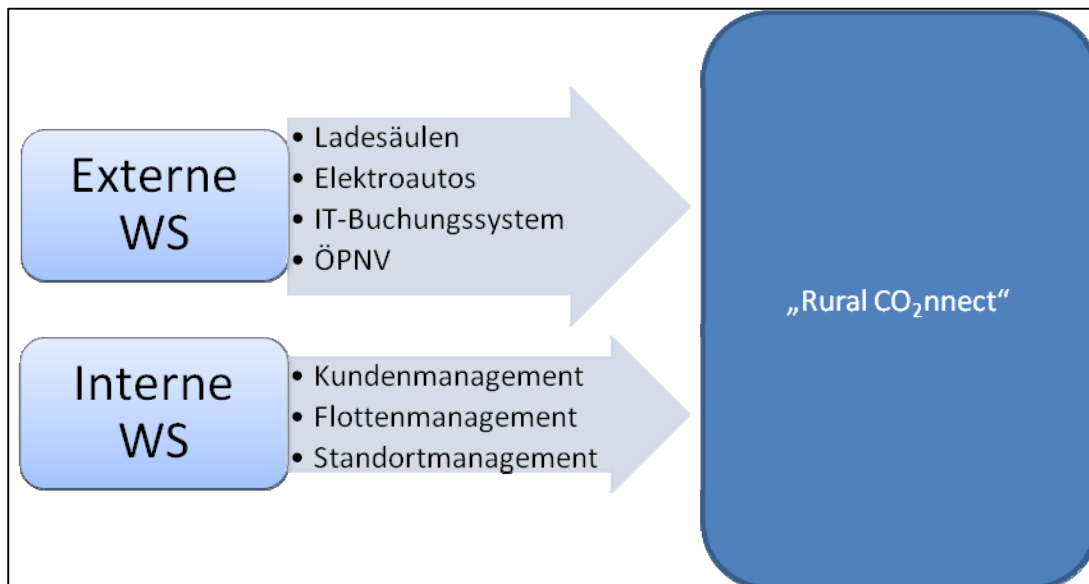 Externe
WS
• Ladesäulen
• Elektroautos
• IT-Buchungssystem
• ÖPNV
Interne
WS
• Kundenmanagement
• Flottenmanagement
• Standortmanagement
„Rural CO₂nnect“